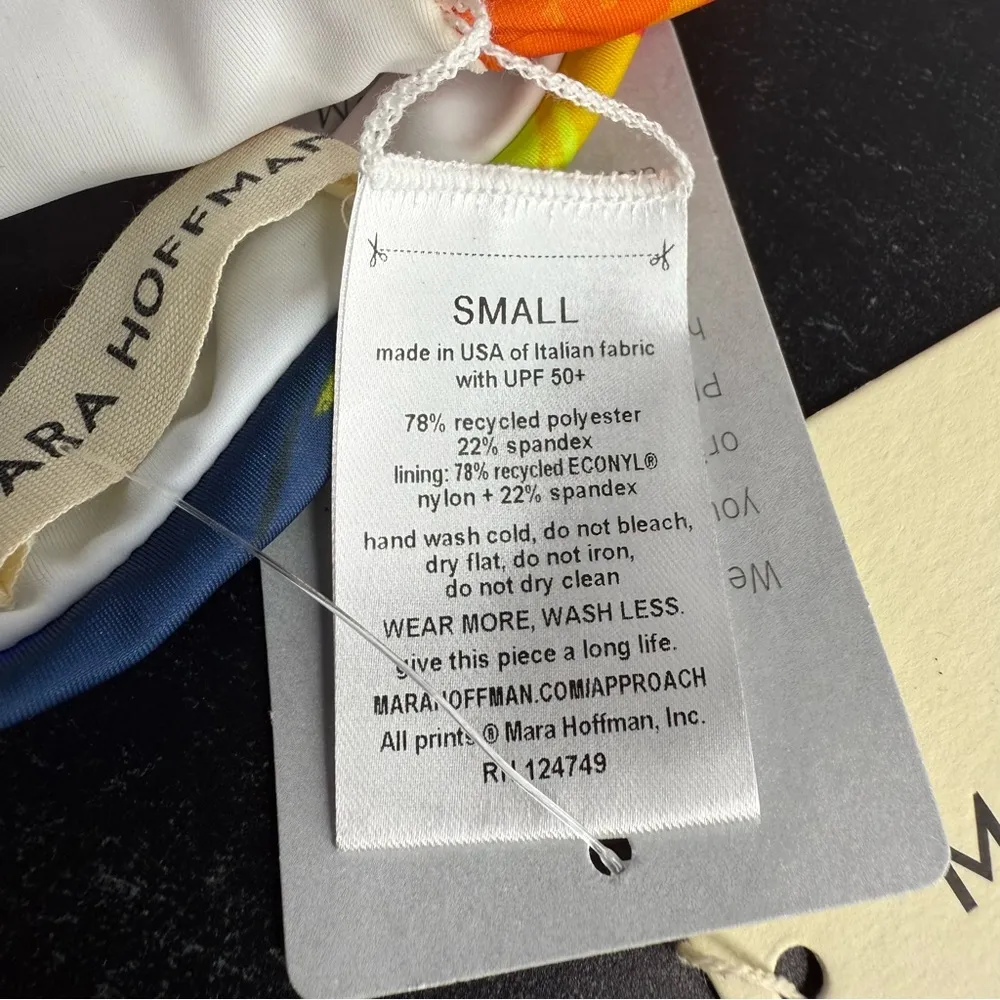 ARA HOFFMAN
SMALL
made in USA of Italian fabric
with UPF 50+
78% recycled polyester
22% spandex
lining: 78% recycled ECONYL®
nylon + 22% spandex
hand wash cold, do not bleach,
dry flat, do not iron,
do not dry clean
WEAR MORE, WASH LESS.
give this piece a long life.
MARAHOFFMAN.COM/APPROACH
All prints ® Mara Hoffman, Inc.
RN 124749
We
M